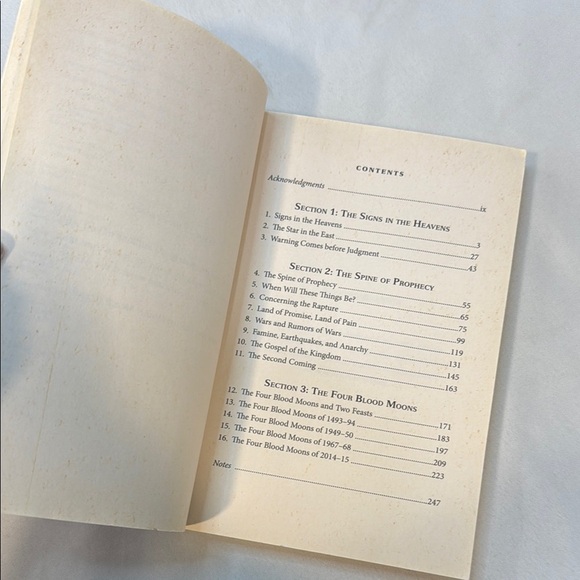 CONTENTS
Acknowledgments ix
SECTION 1: THE SIGNS IN THE HEAVENS
1. Signs in the Heavens 3
2. The Star in the East 27
3. Warning Comes before Judgment 43
SECTION 2: THE SPINE OF PROPHECY
4. The Spine of Prophecy 55
5. When Will These Things Be? 65
6. Concerning the Rapture 75
7. Land of Promise, Land of Pain 99
8. Wars and Rumors of Wars 119
9. Famine, Earthquakes, and Anarchy 131
10. The Gospel of the Kingdom 145
11. The Second Coming 163
SECTION 3: THE FOUR BLOOD MOONS
12. The Four Blood Moons and Two Feasts 171
13. The Four Blood Moons of 1493–94 183
14. The Four Blood Moons of 1949–50 197
15. The Four Blood Moons of 1967–68 209
16. The Four Blood Moons of 2014–15 223
Notes 247